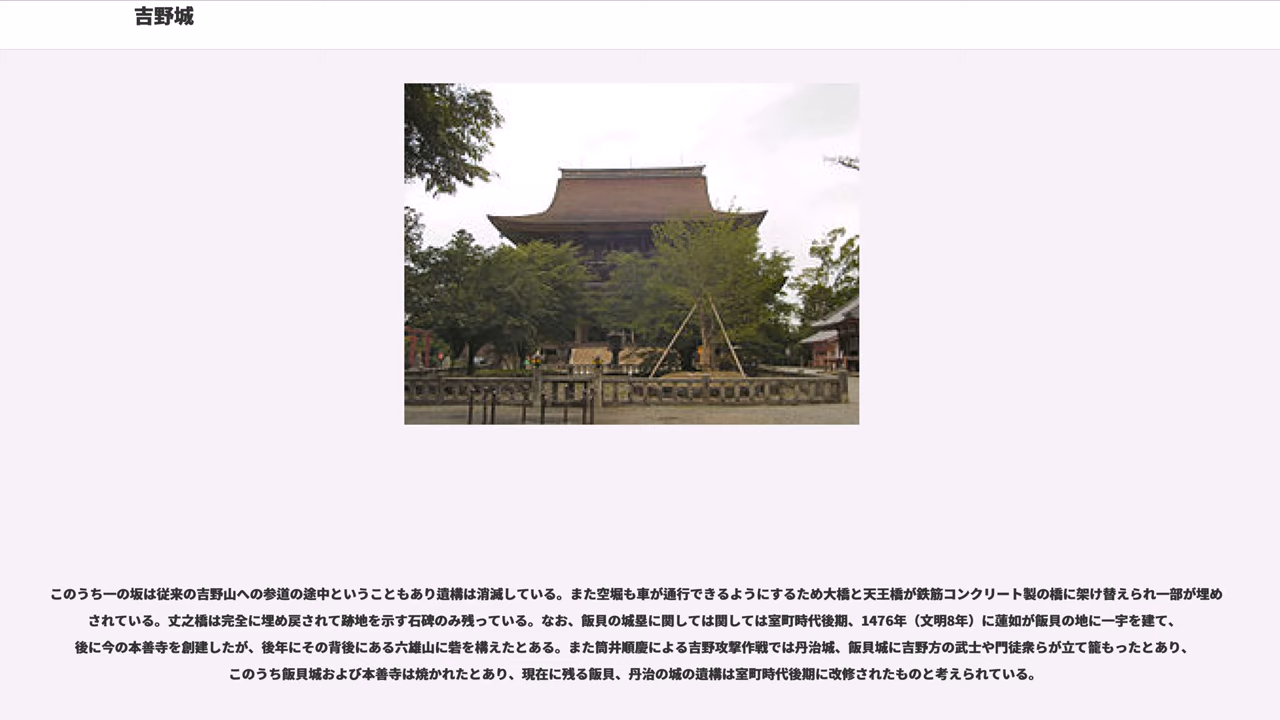 吉野城
このうち一の坂は従来の吉野山への参道の途中ということもあり遺構は消滅している。また空堀も車が通行できるようにするため大橋と天王橋が鉄筋コンクリート製の橋に架け替えられ一部が埋め
されている。丈之橋は完全に埋め戻されて跡地を示す石碑のみ残っている。なお、飯貝の城塁に関しては関しては室町時代後期、1476年（文明8年）に蓮如が飯貝の地に一宇を建て、
後に今の本善寺を創建したが、後年にその背後にある六雄山に砦を構えたとある。また筒井順慶による吉野攻撃作戦では丹治城、飯貝城に吉野方の武士や門徒衆らが立て籠もったとあり、
このうち飯貝城および本善寺は焼かれたとあり、現在に残る飯貝、丹治の城の遺構は室町時代後期に改修されたものと考えられている。